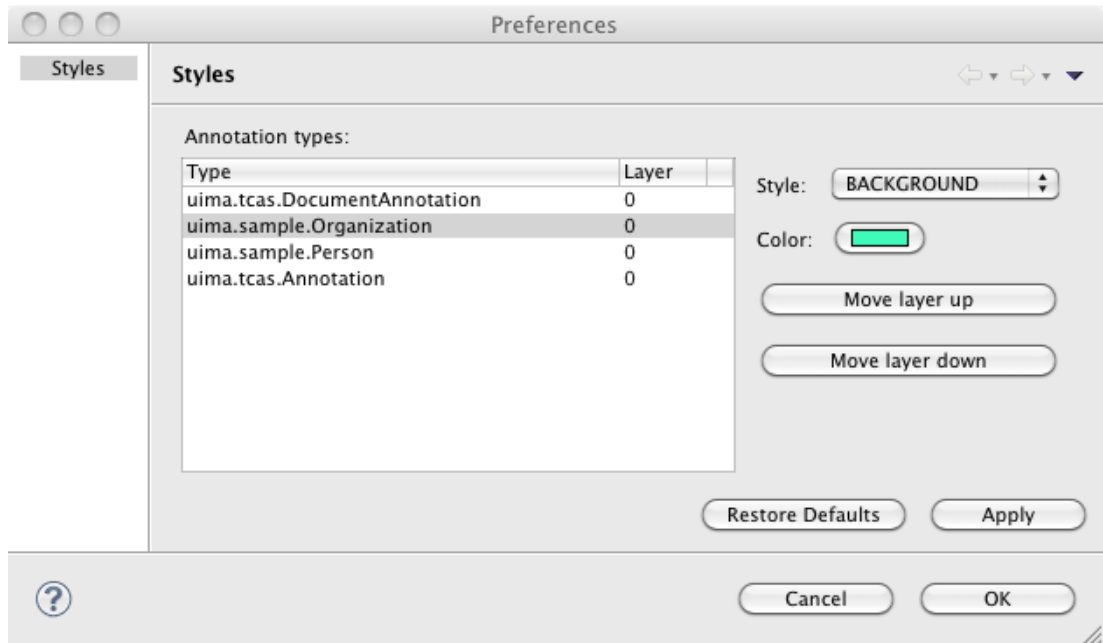 Preferences
Styles
Styles
Annotation types:
Type Layer
uima.tcas.DocumentAnnotation 0
uima.sample.Organization 0
uima.sample.Person 0
uima.tcas.Annotation 0
Style: BACKGROUND
Color:
Move layer up
Move layer down
Restore Defaults Apply
? Cancel OK